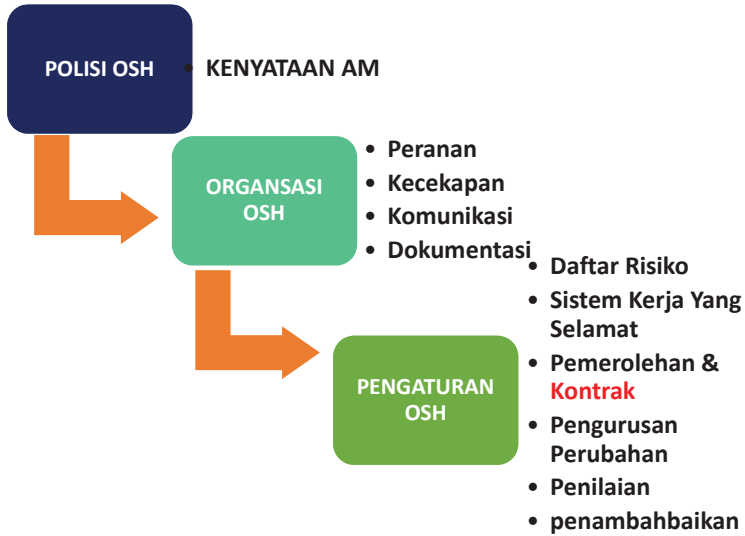 POLISI OSH
• KENYATAAN AM
ORGANSASI
OSH
• Peranan
• Kecekapan
• Komunikasi
• Dokumentasi
PENGATURAN
OSH
• Daftar Risiko
• Sistem Kerja Yang
Selamat
• Pemerolehan &
Kontrak
• Pengurusan
Perubahan
• Penilaian
• penambahbaikan